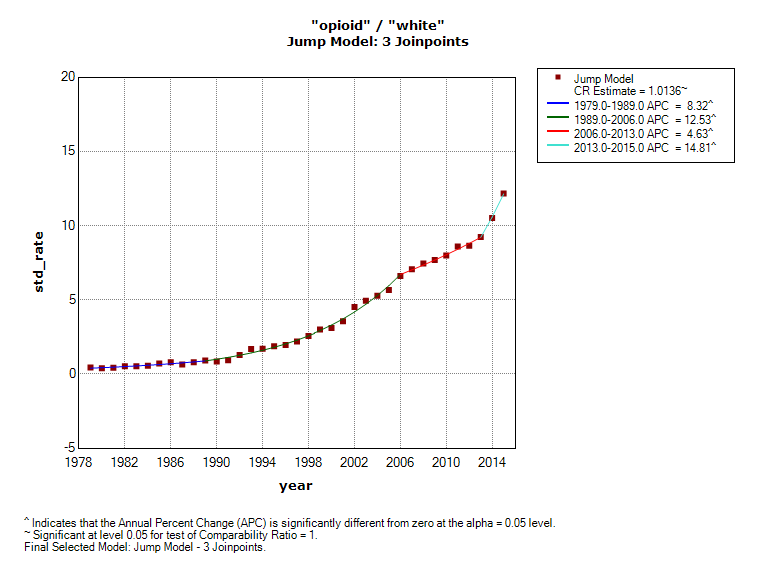 "opioid" / "white"
Jump Model: 3 Joinpoints
20
15
10
5
0
-5
std_rate
1978 1982 1986 1990 1994 1998 2002 2006 2010 2014
year
Jump Model
CR Estimate = 1.0136~
1979.0-1989.0 APC = 8.32^
1989.0-2006.0 APC = 12.53^
2006.0-2013.0 APC = 4.63^
2013.0-2015.0 APC = 14.81^
^ Indicates that the Annual Percent Change (APC) is significantly different from zero at the alpha = 0.05 level.
~ Significant at level 0.05 for test of Comparability Ratio = 1.
Final Selected Model: Jump Model - 3 Joinpoints.